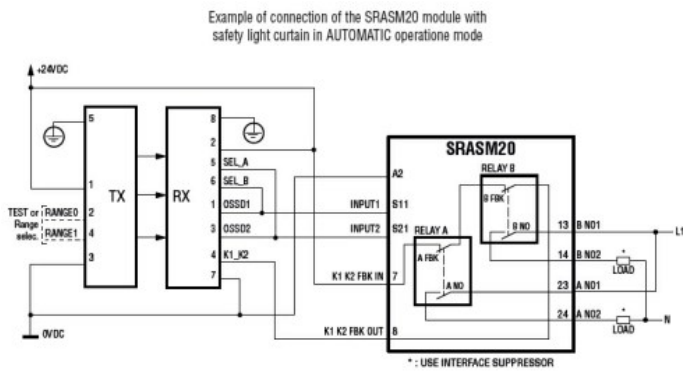 Example of connection of the SRASM20 module with
safety light curtain in AUTOMATIC operatione mode
+24VDC
5
TX
1
2
4
3
TEST or
Range
selec.
RANGE0
RANGE1
0VDC
RX
8
2
5 SEL_A
6 SEL_B
1 OSSD1
3 OSSD2
4 K1_K2
7
SRASM20
RELAY B
A2
B FBK
INPUT1 S11
INPUT2 S21
RELAY A
B NO
13 B NO1
L1
A FBK
14 B NO2
*
LOAD
K1 K2 FBK IN 7
A NO
23 A NO1
24 A NO2
*
LOAD
N
K1 K2 FBK OUT 8
* : USE INTERFACE SUPPRESSOR